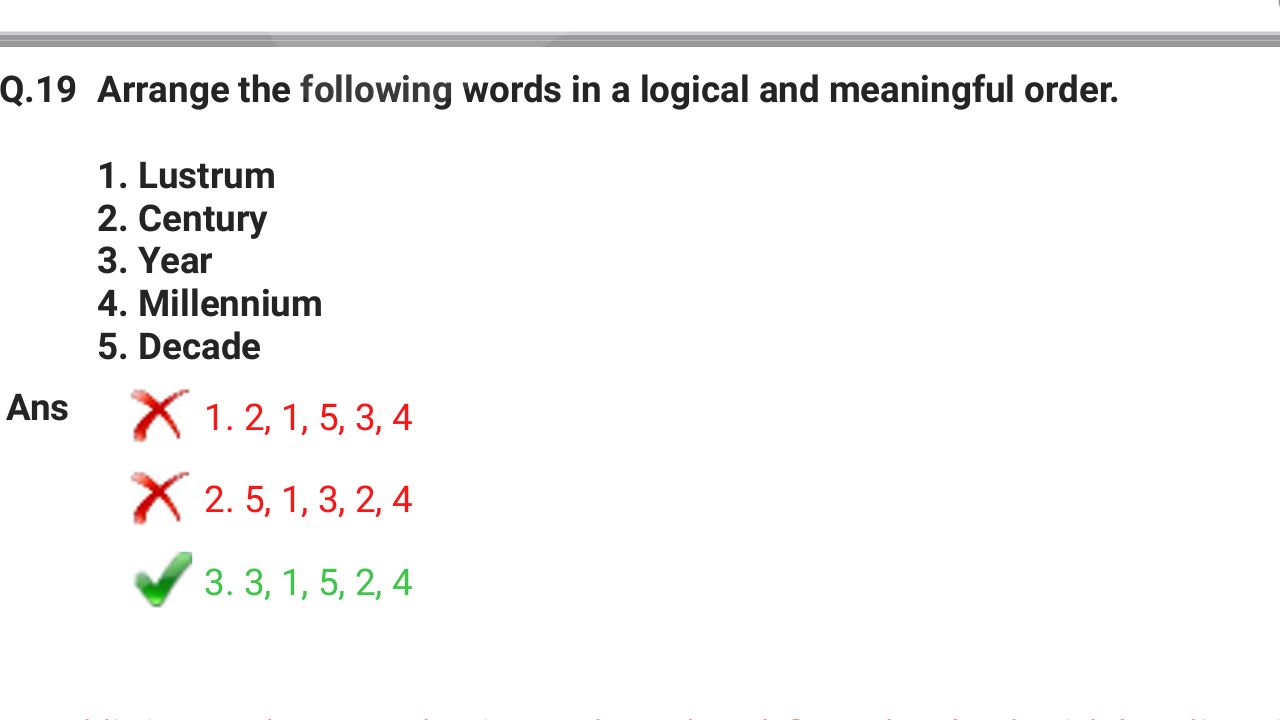 Q.19 Arrange the following words in a logical and meaningful order.
1. Lustrum
2. Century
3. Year
4. Millennium
5. Decade
Ans
1. 2, 1, 5, 3, 4
2. 5, 1, 3, 2, 4
3. 3, 1, 5, 2, 4